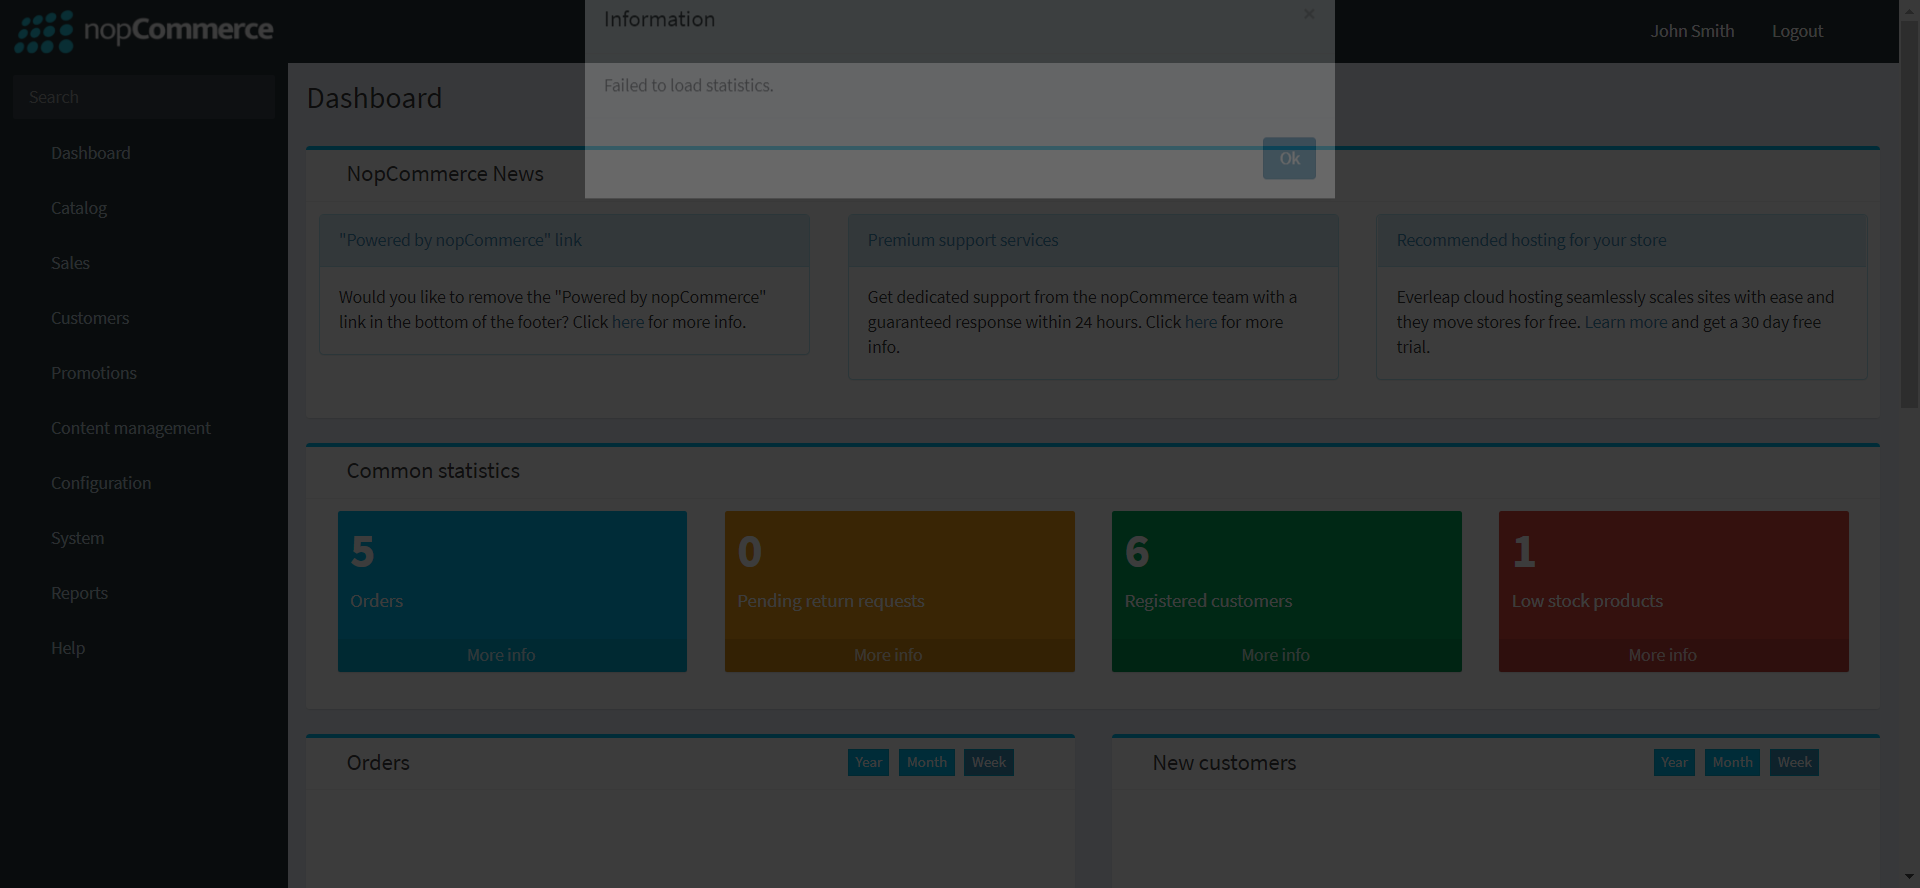 nopCommerce
John Smith
Logout
Information
×
Failed to load statistics.
Ok
Search
Dashboard
Catalog
Sales
Customers
Promotions
Content management
Configuration
System
Reports
Help
Dashboard
NopCommerce News
"Powered by nopCommerce" link
Would you like to remove the "Powered by nopCommerce"
link in the bottom of the footer? Click here for more info.
Premium support services
Get dedicated support from the nopCommerce team with a
guaranteed response within 24 hours. Click here for more
info.
Recommended hosting for your store
Everleap cloud hosting seamlessly scales sites with ease and
they move stores for free. Learn more and get a 30 day free
trial.
Common statistics
5
Orders
More info
0
Pending return requests
More info
6
Registered customers
More info
1
Low stock products
More info
Orders
Year
Month
Week
New customers
Year
Month
Week